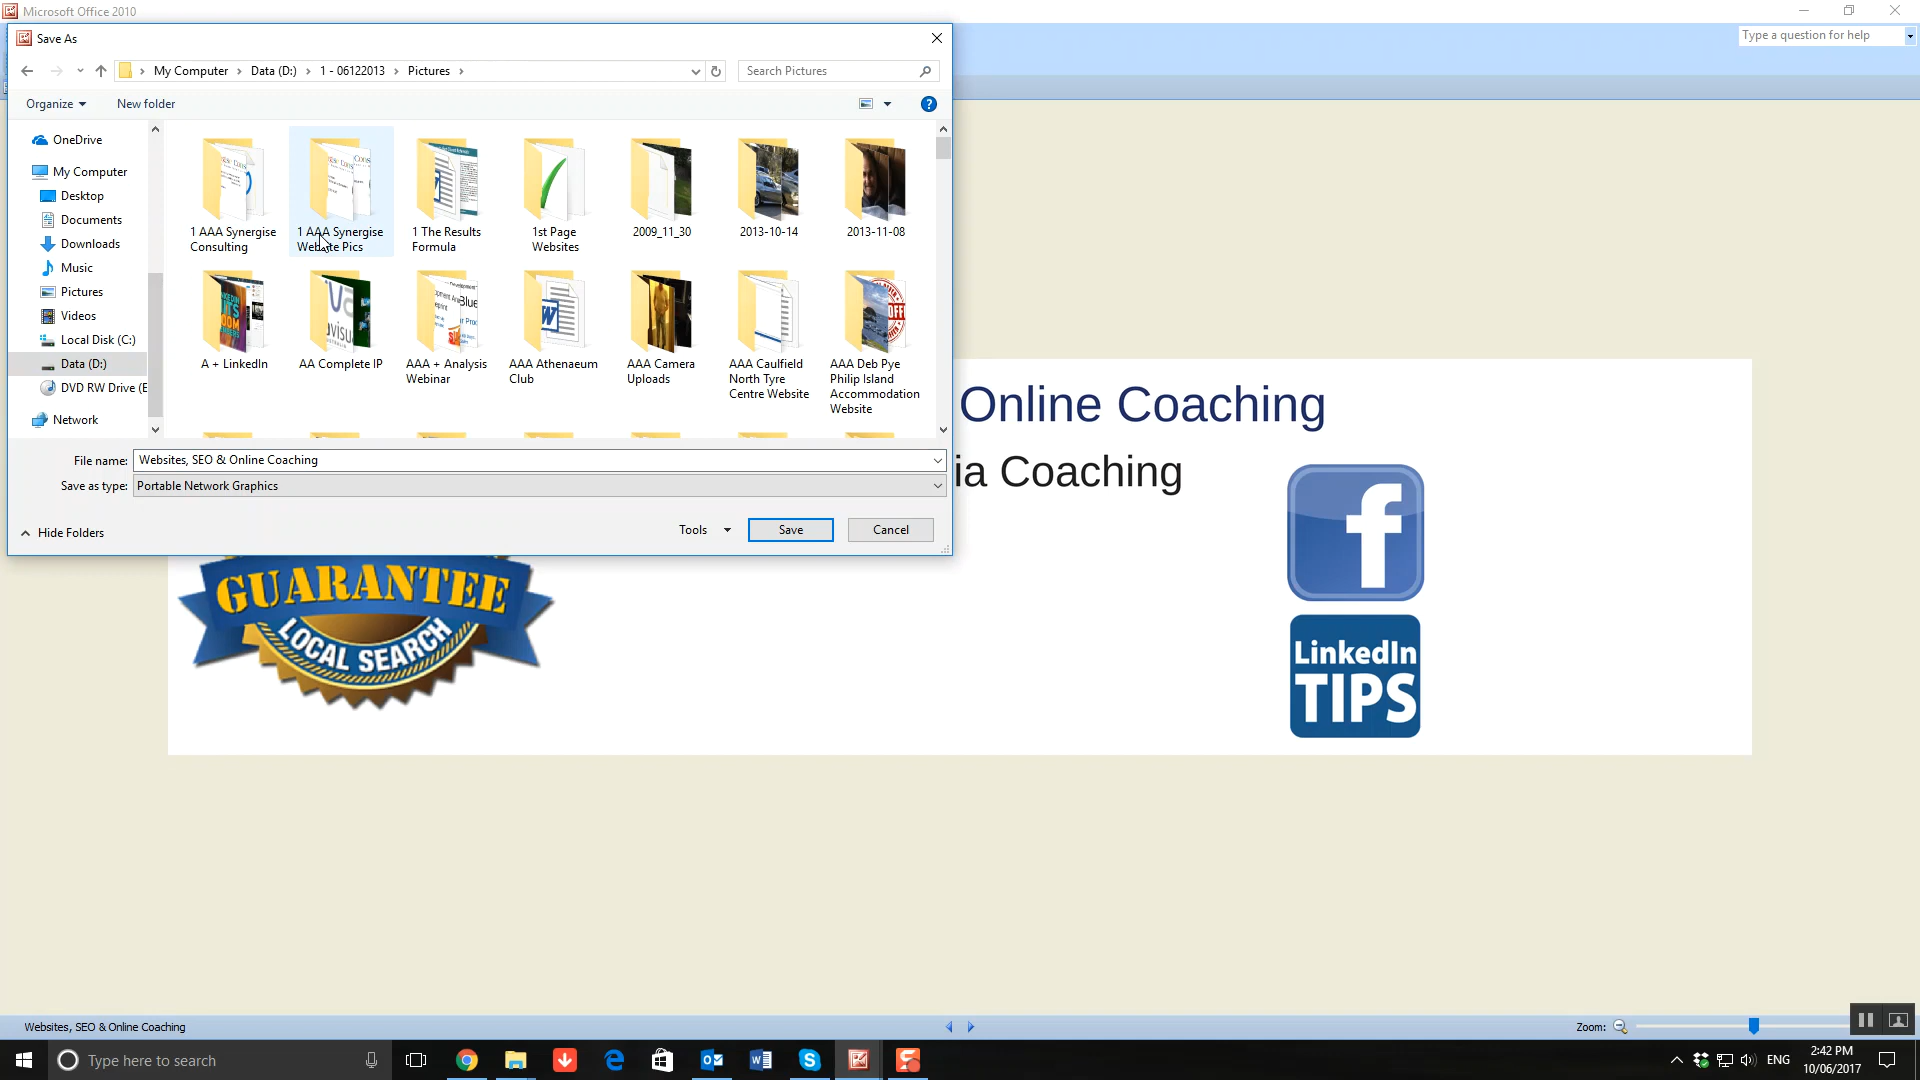 Microsoft Office 2010
Type a question for help
Save As
My Computer
Data (D:)
1 - 06122013
Pictures
Search Pictures
Organize
New folder
OneDrive
My Computer
Desktop
Documents
Downloads
Music
Pictures
Videos
Local Disk (C:)
Data (D:)
DVD RW Drive (E
Network
1 AAA Synergise
Consulting
1 AAA Synergise
Website Pics
1 The Results
Formula
1st Page
Websites
2009_11_30
2013-10-14
2013-11-08
A + LinkedIn
AA Complete IP
AAA + Analysis
Webinar
AAA Athenaeum
Club
AAA Camera
Uploads
AAA Caulfield
North Tyre
Centre Website
AAA Deb Pye
Philip Island
Accommodation
Website
File name: Websites, SEO & Online Coaching
Save as type: Portable Network Graphics
Hide Folders
Tools
Save
Cancel
Online Coaching
ia Coaching
GUARANTEE
LOCAL SEARCH
f
LinkedIn
TIPS
Websites, SEO & Online Coaching
Zoom:
Type here to search
ENG
2:42 PM
10/06/2017